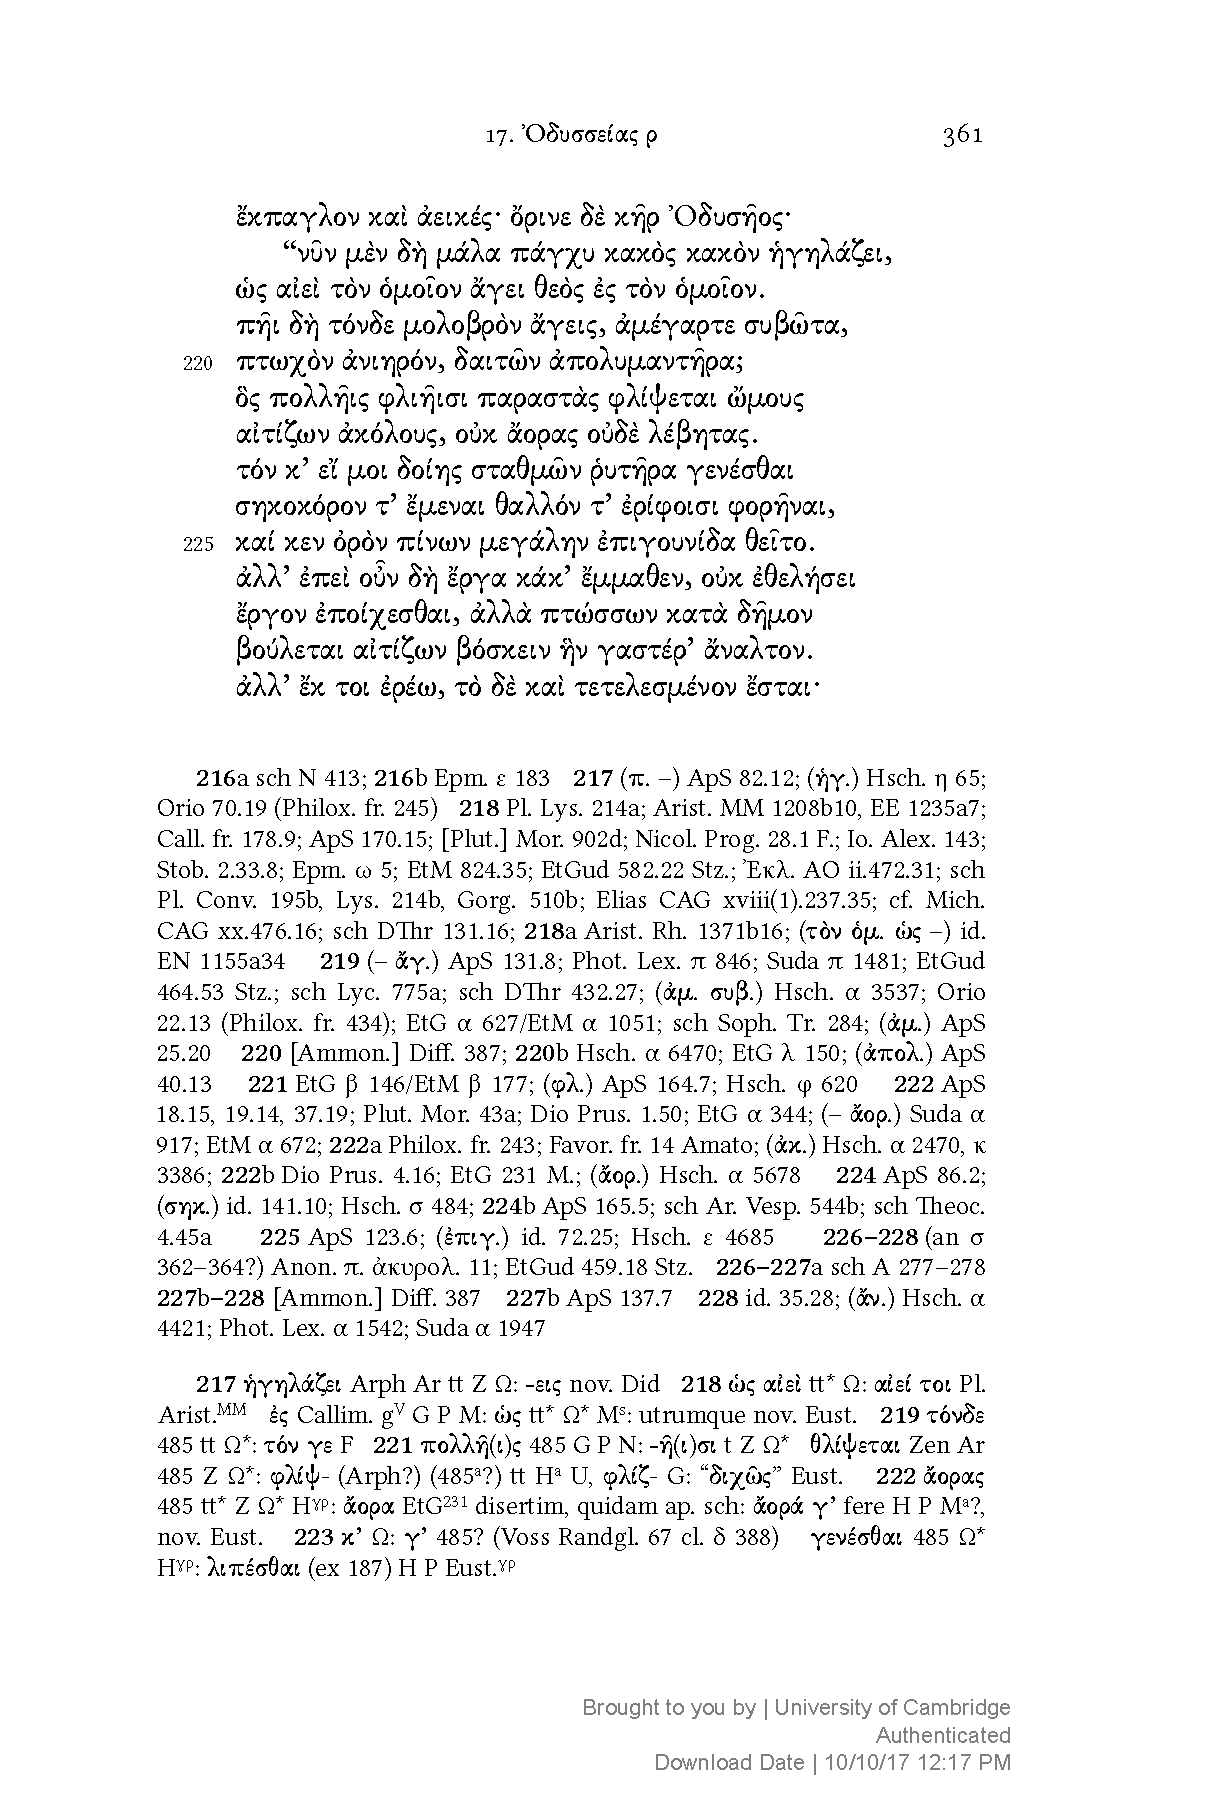 17. Ὀδυσσείας ρ 361
ἔκπαγλον καὶ ἀεικές· ὄρινε δὲ κῆρ Ὀδυσῆος·
“νῦν μὲν δὴ μάλα πάγχυ κακὸς κακὸν ἡγηλάζει,
ὡς αἰεὶ τὸν ὁμοῖον ἄγει θεὸς ἐς τὸν ὁμοῖον.
πῆι δὴ τόνδε μολοβρὸν ἄγεις, ἀμέγαρτε συβῶτα,
220 πτωχὸν ἀνιηρόν, δαιτῶν ἀπολυμαντῆρα;
ὃς πολλῆις φλιῆισι παραστὰς φλίψεται ὤμους
αἰτίζων ἀκόλους, οὐκ ἄορας οὐδὲ λέβητας.
τόν κ’ εἴ μοι δοίης σταθμῶν ῥυτῆρα γενέσθαι
σηκοκόρον τ’ ἔμεναι θαλλόν τ’ ἐρίφοισι φορῆναι,
225 καί κεν ὀρὸν πίνων μεγάλην ἐπιγουνίδα θεῖτο.
ἀλλ’ ἐπεὶ οὖν δὴ ἔργα κάκ’ ἔμμαθεν, οὐκ ἐθελήσει
ἔργον ἐποίχεσθαι, ἀλλὰ πτώσσων κατὰ δῆμον
βούλεται αἰτίζων βόσκειν ἣν γαστέρ’ ἄναλτον.
ἀλλ’ ἔκ τοι ἐρέω, τὸ δὲ καὶ τετελεσμένον ἔσται·
216a sch N 413; 216b Epm. ε 183 217 (π. –) ApS 82.12; (ἡγ.) Hsch. η 65;
Orio 70.19 (Philox. fr. 245) 218 Pl. Lys. 214a; Arist. MM 1208b10, EE 1235a7;
Call. fr. 178.9; ApS 170.15; [Plut.] Mor. 902d; Nicol. Prog. 28.1 F.; Io. Alex. 143;
Stob. 2.33.8; Epm. ω 5; EtM 824.35; EtGud 582.22 Stz.; Ἐκλ. AO ii.472.31; sch
Pl. Conv. 195b, Lys. 214b, Gorg. 510b; Elias CAG xviii(1).237.35; cf. Mich.
CAG xx.476.16; sch DThr 131.16; 218a Arist. Rh. 1371b16; (τὸν ὁμ. ὡς –) id.
EN 1155a34 219 (– ἄγ.) ApS 131.8; Phot. Lex. π 846; Suda π 1481; EtGud
464.53 Stz.; sch Lyc. 775a; sch DThr 432.27; (ἀμ. συβ.) Hsch. α 3537; Orio
22.13 (Philox. fr. 434); EtG α 627/EtM α 1051; sch Soph. Tr. 284; (ἀμ.) ApS
25.20 220 [Ammon.] Diff. 387; 220b Hsch. α 6470; EtG λ 150; (ἀπολ.) ApS
40.13 221 EtG β 146/EtM β 177; (φλ.) ApS 164.7; Hsch. φ 620 222 ApS
18.15, 19.14, 37.19; Plut. Mor. 43a; Dio Prus. 1.50; EtG α 344; (– ἄορ.) Suda α
917; EtM α 672; 222a Philox. fr. 243; Favor. fr. 14 Amato; (ἀκ.) Hsch. α 2470, κ
3386; 222b Dio Prus. 4.16; EtG 231 M.; (ἄορ.) Hsch. α 5678 224 ApS 86.2;
(σηκ.) id. 141.10; Hsch. σ 484; 224b ApS 165.5; sch Ar. Vesp. 544b; sch Theoc.
4.45a 225 ApS 123.6; (ἐπιγ.) id. 72.25; Hsch. ε 4685 226–228 (an σ
362–364?) Anon. π. ἀκυρολ. 11; EtGud 459.18 Stz. 226–227a sch A 277–278
227b–228 [Ammon.] Diff. 387 227b ApS 137.7 228 id. 35.28; (ἄν.) Hsch. α
4421; Phot. Lex. α 1542; Suda α 1947
217 ἡγηλάζει Arph Ar tt Z Ω: -εις nov. Did 218 ὡς αἰεὶ tt* Ω: αἰεί τοι Pl.
Arist.ᴹᴹ ἐς Callim. gⱽ G P M: ὡς tt* Ω* Mˢ: utrumque nov. Eust. 219 τόνδε
485 tt Ω*: τόν γε F 221 πολλῆ(ι)ς 485 G P N: -ῆ(ι)σι t Z Ω* θλίψεται Zen Ar
485 Z Ω*: φλίψ- (Arph?) (485ᵃ?) tt Hᵃ U, φλίζ- G: “διχῶς” Eust. 222 ἄορας
485 tt* Z Ω* Hᵞᵖ: ἄορα EtG²³¹ disertim, quidam ap. sch: ἄορά γ’ fere H P Mᵃ?,
nov. Eust. 223 κ’ Ω: γ’ 485? (Voss Randgl. 67 cl. δ 388) γενέσθαι 485 Ω*
Hᵞᵖ: λιπέσθαι (ex 187) H P Eust.ᵞᵖ
Brought to you by | University of Cambridge
Authenticated
Download Date | 10/10/17 12:17 PM